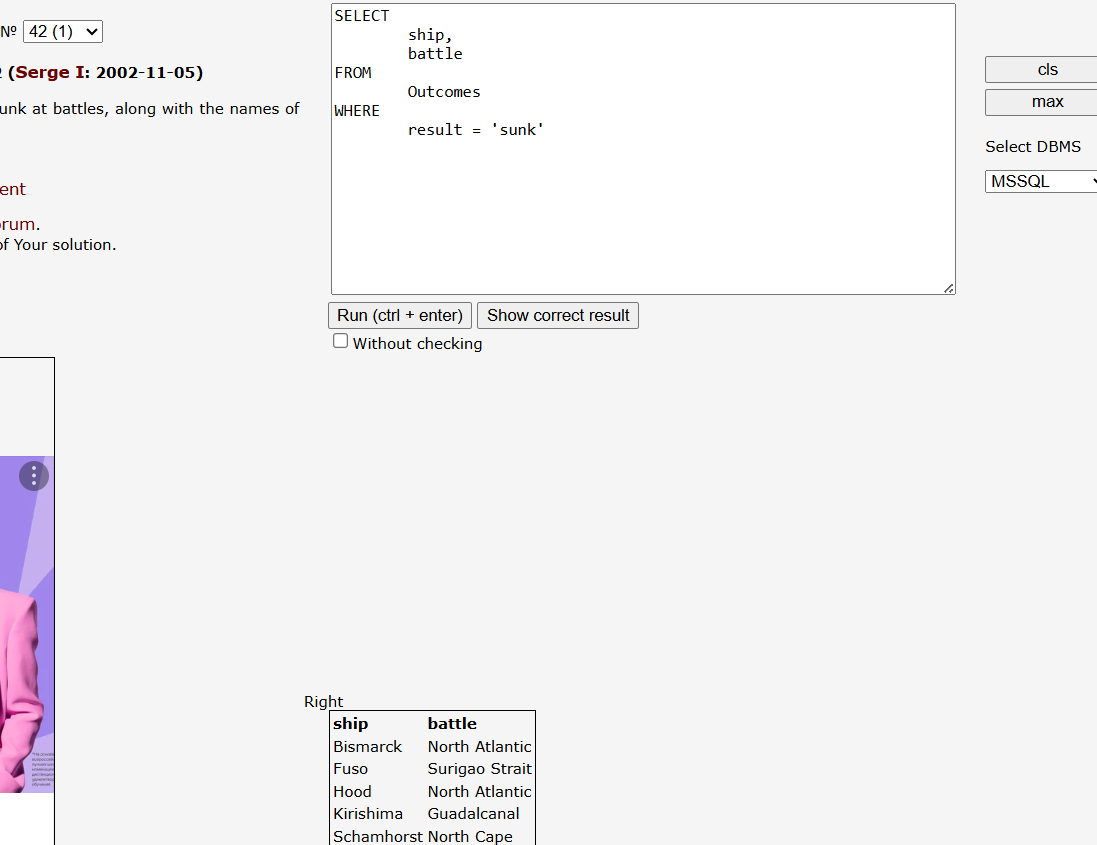 Nº 42 (1)
(Serge I: 2002-11-05)
unk at battles, along with the names of
ent
orum.
of Your solution.
SELECT
ship,
battle
FROM
Outcomes
WHERE
result = 'sunk'
Run (ctrl + enter) Show correct result
Without checking
cls
max
Select DBMS
MSSQL
Right
ship battle
Bismarck North Atlantic
Fuso Surigao Strait
Hood North Atlantic
Kirishima Guadalcanal
Schamhorst North Cape